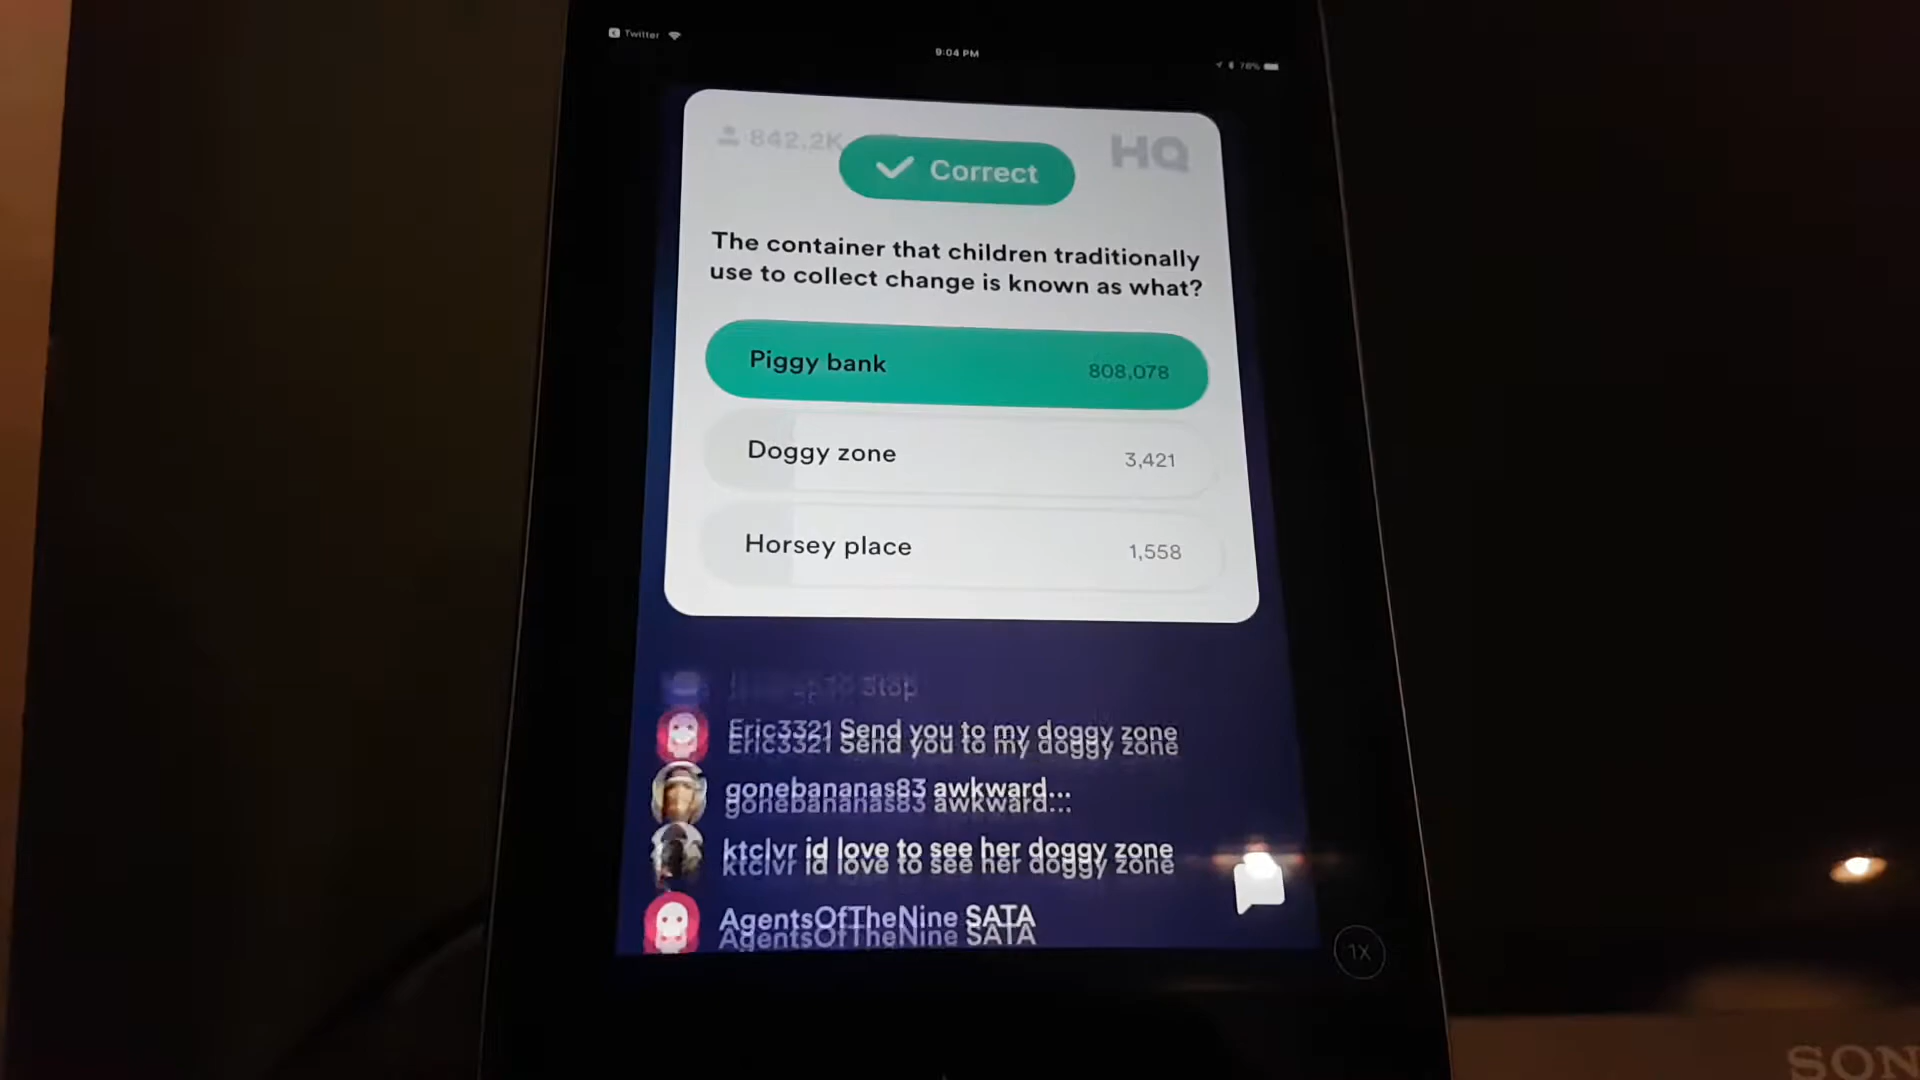 Twitter
9:04 PM
76%
842.2K
Correct
HQ
The container that children traditionally
use to collect change is known as what?
Piggy bank 808,078
Doggy zone 3,421
Horsey place 1,558
Stop
Eric3321 Send you to my doggy zone
gonebananas83 awkward...
ktclvr id love to see her doggy zone
AgentsOfTheNine SATA
1X
SON